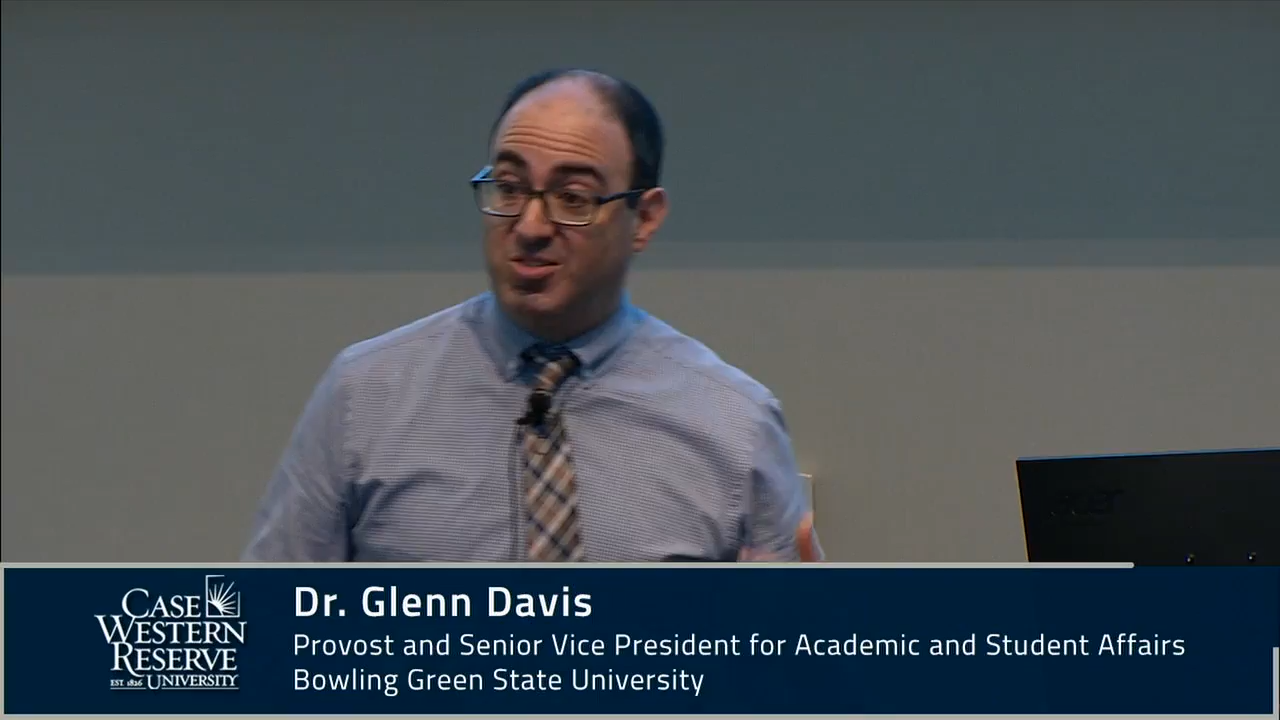 acer
CASE
WESTERN
RESERVE
EST. 1826 UNIVERSITY
Dr. Glenn Davis
Provost and Senior Vice President for Academic and Student Affairs
Bowling Green State University